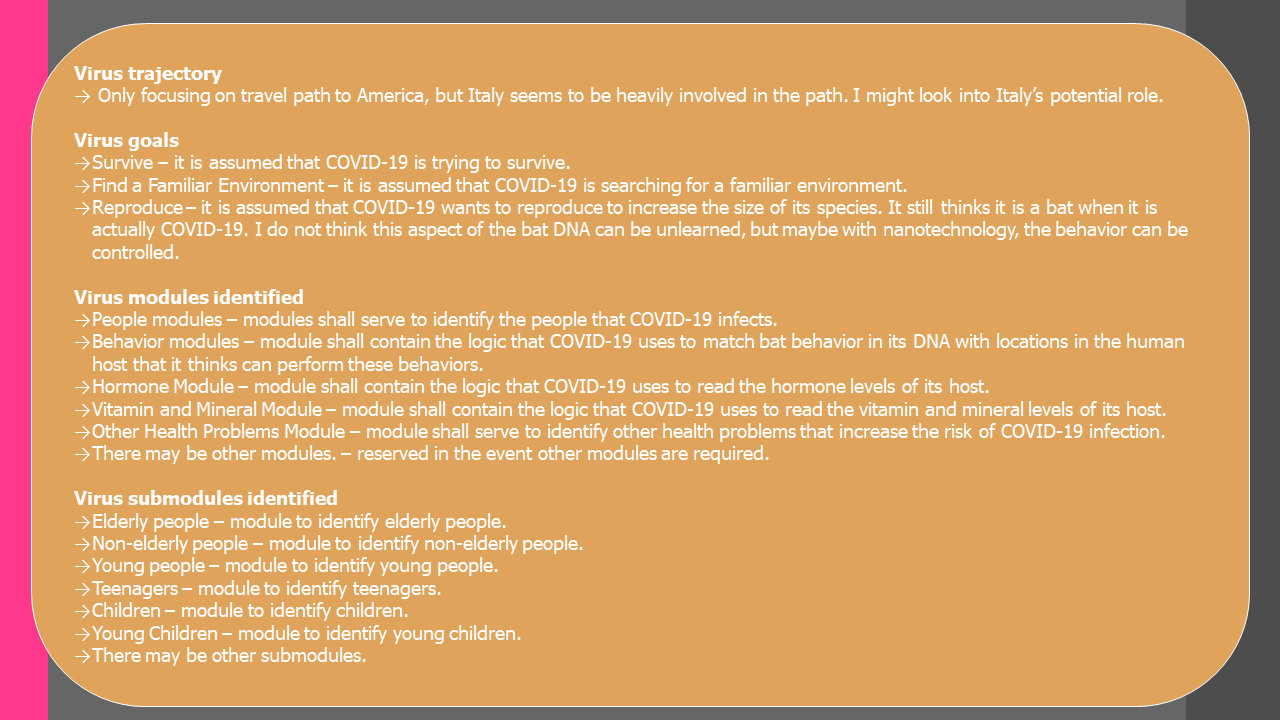 Virus trajectory
→ Only focusing on travel path to America, but Italy seems to be heavily involved in the path. I might look into Italy’s potential role.
Virus goals
→Survive – it is assumed that COVID-19 is trying to survive.
→Find a Familiar Environment – it is assumed that COVID-19 is searching for a familiar environment.
→Reproduce – it is assumed that COVID-19 wants to reproduce to increase the size of its species. It still thinks it is a bat when it is
actually COVID-19. I do not think this aspect of the bat DNA can be unlearned, but maybe with nanotechnology, the behavior can be
controlled.
Virus modules identified
→People modules – modules shall serve to identify the people that COVID-19 infects.
→Behavior modules – module shall contain the logic that COVID-19 uses to match bat behavior in its DNA with locations in the human
host that it thinks can perform these behaviors.
→Hormone Module – module shall contain the logic that COVID-19 uses to read the hormone levels of its host.
→Vitamin and Mineral Module – module shall contain the logic that COVID-19 uses to read the vitamin and mineral levels of its host.
→Other Health Problems Module – module shall serve to identify other health problems that increase the risk of COVID-19 infection.
→There may be other modules. – reserved in the event other modules are required.
Virus submodules identified
→Elderly people – module to identify elderly people.
→Non-elderly people – module to identify non-elderly people.
→Young people – module to identify young people.
→Teenagers – module to identify teenagers.
→Children – module to identify children.
→Young Children – module to identify young children.
→There may be other submodules.